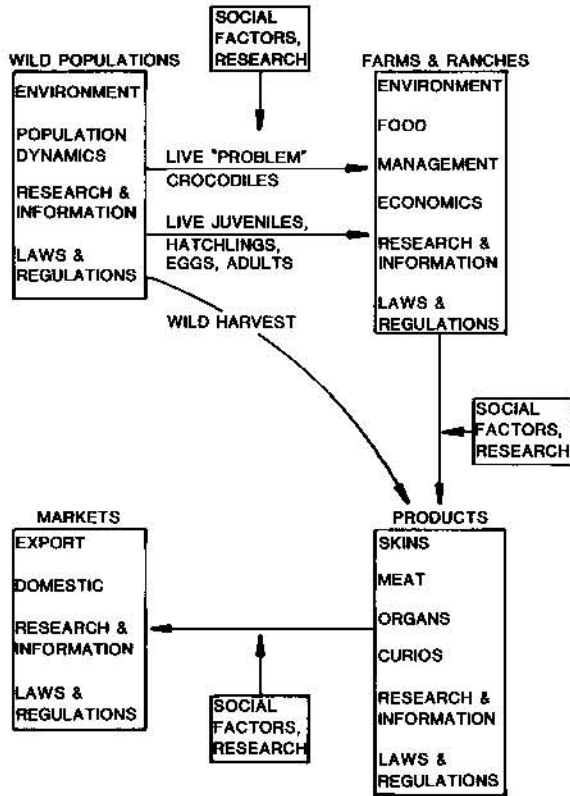 SOCIAL
FACTORS,
RESEARCH
WILD POPULATIONS
ENVIRONMENT
POPULATION
DYNAMICS
RESEARCH &
INFORMATION
LAWS &
REGULATIONS
LIVE "PROBLEM"
CROCODILES
LIVE JUVENILES,
HATCHLINGS,
EGGS, ADULTS
WILD HARVEST
FARMS & RANCHES
ENVIRONMENT
FOOD
MANAGEMENT
ECONOMICS
RESEARCH &
INFORMATION
LAWS &
REGULATIONS
SOCIAL
FACTORS,
RESEARCH
MARKETS
EXPORT
DOMESTIC
RESEARCH &
INFORMATION
LAWS &
REGULATIONS
SOCIAL
FACTORS,
RESEARCH
PRODUCTS
SKINS
MEAT
ORGANS
CURIOS
RESEARCH &
INFORMATION
LAWS &
REGULATIONS